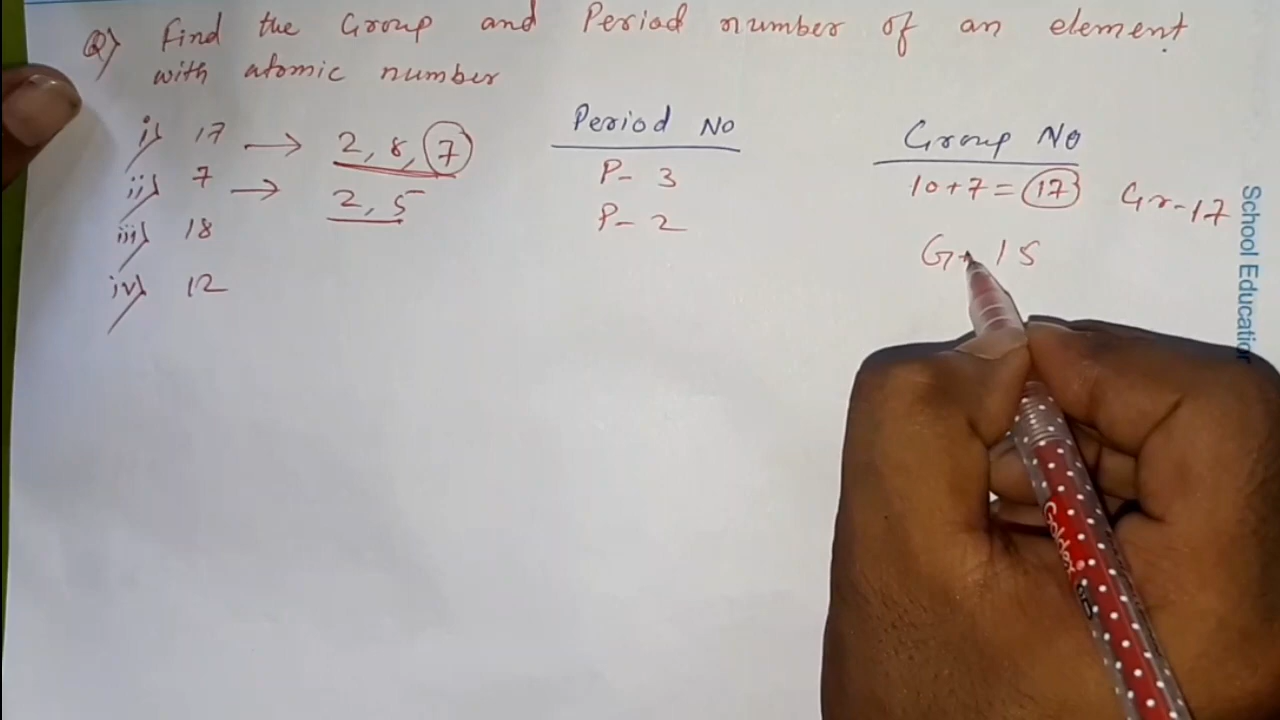 Q) Find the Group and Period number of an element
with atomic number
Period No
Group No
i) 17 → 2, 8, 7
P- 3
10+7= 17 Gr-17
ii) 7 → 2, 5
P- 2
Gr 15
iii) 18
iv) 12
School Education
Goldex